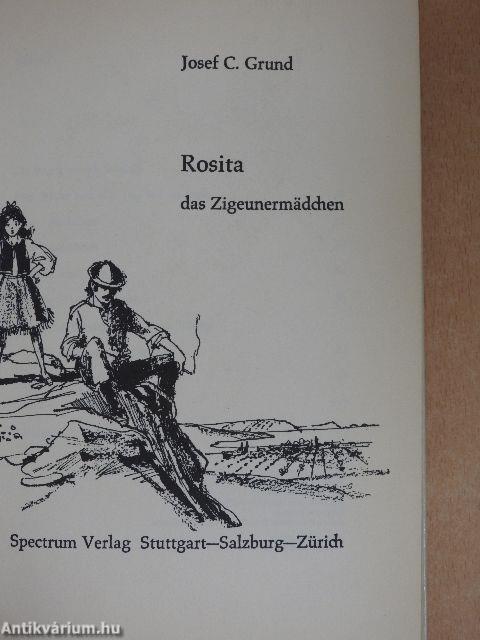 Josef C. Grund
Rosita
das Zigeunermädchen
Spectrum Verlag Stuttgart—Salzburg—Zürich
Antikvárium.hu